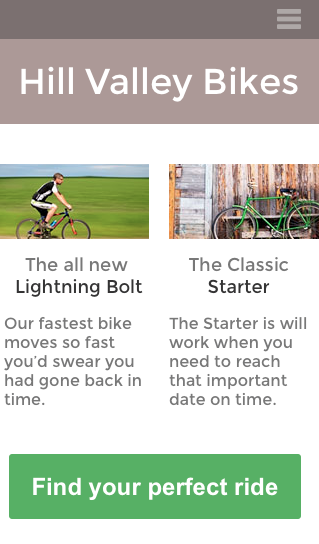 Hill Valley Bikes
The all new
Lightning Bolt
Our fastest bike
moves so fast
you'd swear you
had gone back in
time.
The Classic
Starter
The Starter is will
work when you
need to reach
that important
date on time.
Find your perfect ride